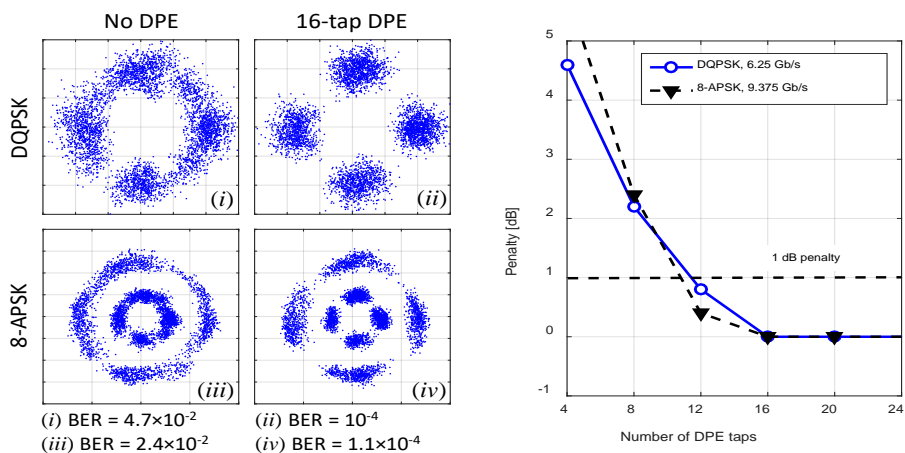 No DPE
16-tap DPE
DQPSK
(i)
(ii)
8-APSK
(iii)
(iv)
(i) BER = 4.7×10⁻²
(ii) BER = 10⁻⁴
(iii) BER = 2.4×10⁻²
(iv) BER = 1.1×10⁻⁴
5
4
3
2
1
0
-1
Penalty [dB]
DQPSK, 6.25 Gb/s
8-APSK, 9.375 Gb/s
1 dB penalty
4 8 12 16 20 24
Number of DPE taps